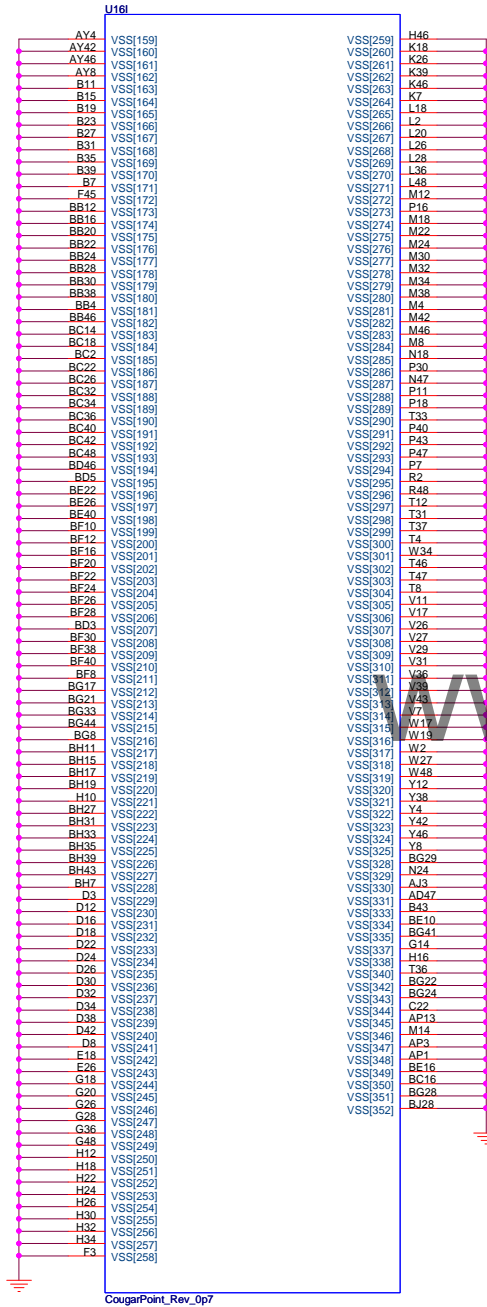 U16I
AY4 VSS[159]
AY42 VSS[160]
AY46 VSS[161]
AY8 VSS[162]
B11 VSS[163]
B15 VSS[164]
B19 VSS[165]
B23 VSS[166]
B27 VSS[167]
B31 VSS[168]
B35 VSS[169]
B39 VSS[170]
B7 VSS[171]
F45 VSS[172]
BB12 VSS[173]
BB16 VSS[174]
BB20 VSS[175]
BB22 VSS[176]
BB24 VSS[177]
BB28 VSS[178]
BB30 VSS[179]
BB38 VSS[180]
BB4 VSS[181]
BB46 VSS[182]
BC14 VSS[183]
BC18 VSS[184]
BC2 VSS[185]
BC22 VSS[186]
BC26 VSS[187]
BC32 VSS[188]
BC34 VSS[189]
BC36 VSS[190]
BC40 VSS[191]
BC42 VSS[192]
BC48 VSS[193]
BD46 VSS[194]
BD5 VSS[195]
BE22 VSS[196]
BE26 VSS[197]
BE40 VSS[198]
BF10 VSS[199]
BF12 VSS[200]
BF16 VSS[201]
BF20 VSS[202]
BF22 VSS[203]
BF24 VSS[204]
BF26 VSS[205]
BF28 VSS[206]
BD3 VSS[207]
BF30 VSS[208]
BF38 VSS[209]
BF40 VSS[210]
BF8 VSS[211]
BG17 VSS[212]
BG21 VSS[213]
BG33 VSS[214]
BG44 VSS[215]
BG8 VSS[216]
BH11 VSS[217]
BH15 VSS[218]
BH17 VSS[219]
BH19 VSS[220]
H10 VSS[221]
BH27 VSS[222]
BH31 VSS[223]
BH33 VSS[224]
BH35 VSS[225]
BH39 VSS[226]
BH43 VSS[227]
BH7 VSS[228]
D3 VSS[229]
D12 VSS[230]
D16 VSS[231]
D18 VSS[232]
D22 VSS[233]
D24 VSS[234]
D26 VSS[235]
D30 VSS[236]
D32 VSS[237]
D34 VSS[238]
D38 VSS[239]
D42 VSS[240]
D8 VSS[241]
E18 VSS[242]
E26 VSS[243]
G18 VSS[244]
G20 VSS[245]
G26 VSS[246]
G28 VSS[247]
G36 VSS[248]
G48 VSS[249]
H12 VSS[250]
H18 VSS[251]
H22 VSS[252]
H24 VSS[253]
H26 VSS[254]
H30 VSS[255]
H32 VSS[256]
H34 VSS[257]
F3 VSS[258]
VSS[259] H46
VSS[260] K18
VSS[261] K26
VSS[262] K39
VSS[263] K46
VSS[264] K7
VSS[265] L18
VSS[266] L2
VSS[267] L20
VSS[268] L26
VSS[269] L28
VSS[270] L36
VSS[271] L48
VSS[272] M12
VSS[273] P16
VSS[274] M18
VSS[275] M22
VSS[276] M24
VSS[277] M30
VSS[278] M32
VSS[279] M34
VSS[280] M38
VSS[281] M4
VSS[282] M42
VSS[283] M46
VSS[284] M8
VSS[285] N18
VSS[286] P30
VSS[287] N47
VSS[288] P11
VSS[289] P18
VSS[290] T33
VSS[291] P40
VSS[292] P43
VSS[293] P47
VSS[294] P7
VSS[295] R2
VSS[296] R48
VSS[297] T12
VSS[298] T31
VSS[299] T37
VSS[300] T4
VSS[301] W34
VSS[302] T46
VSS[303] T47
VSS[304] T8
VSS[305] V11
VSS[306] V17
VSS[307] V26
VSS[308] V27
VSS[309] V29
VSS[310] V31
VSS[311] V36
VSS[312] V39
VSS[313] V43
VSS[314] V7
VSS[315] W17
VSS[316] W19
VSS[317] W2
VSS[318] W27
VSS[319] W48
VSS[320] Y12
VSS[321] Y38
VSS[322] Y4
VSS[323] Y42
VSS[324] Y46
VSS[325] Y8
VSS[328] BG29
VSS[329] N24
VSS[330] AJ3
VSS[331] AD47
VSS[333] B43
VSS[334] BE10
VSS[335] BG41
VSS[337] G14
VSS[338] H16
VSS[340] T36
VSS[342] BG22
VSS[343] BG24
VSS[344] C22
VSS[345] AP13
VSS[346] M14
VSS[347] AP3
VSS[348] AP1
VSS[349] BE16
VSS[350] BC16
VSS[351] BG28
VSS[352] BJ28
CougarPoint_Rev_0p7